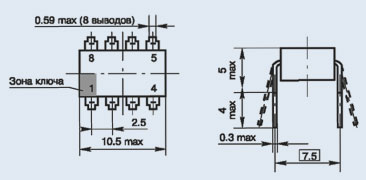 0.59 max (8 выводов)
8 5
Зона ключа
1 4
2.5
10.5 max
5 max
4 max
0.3 max
7.5